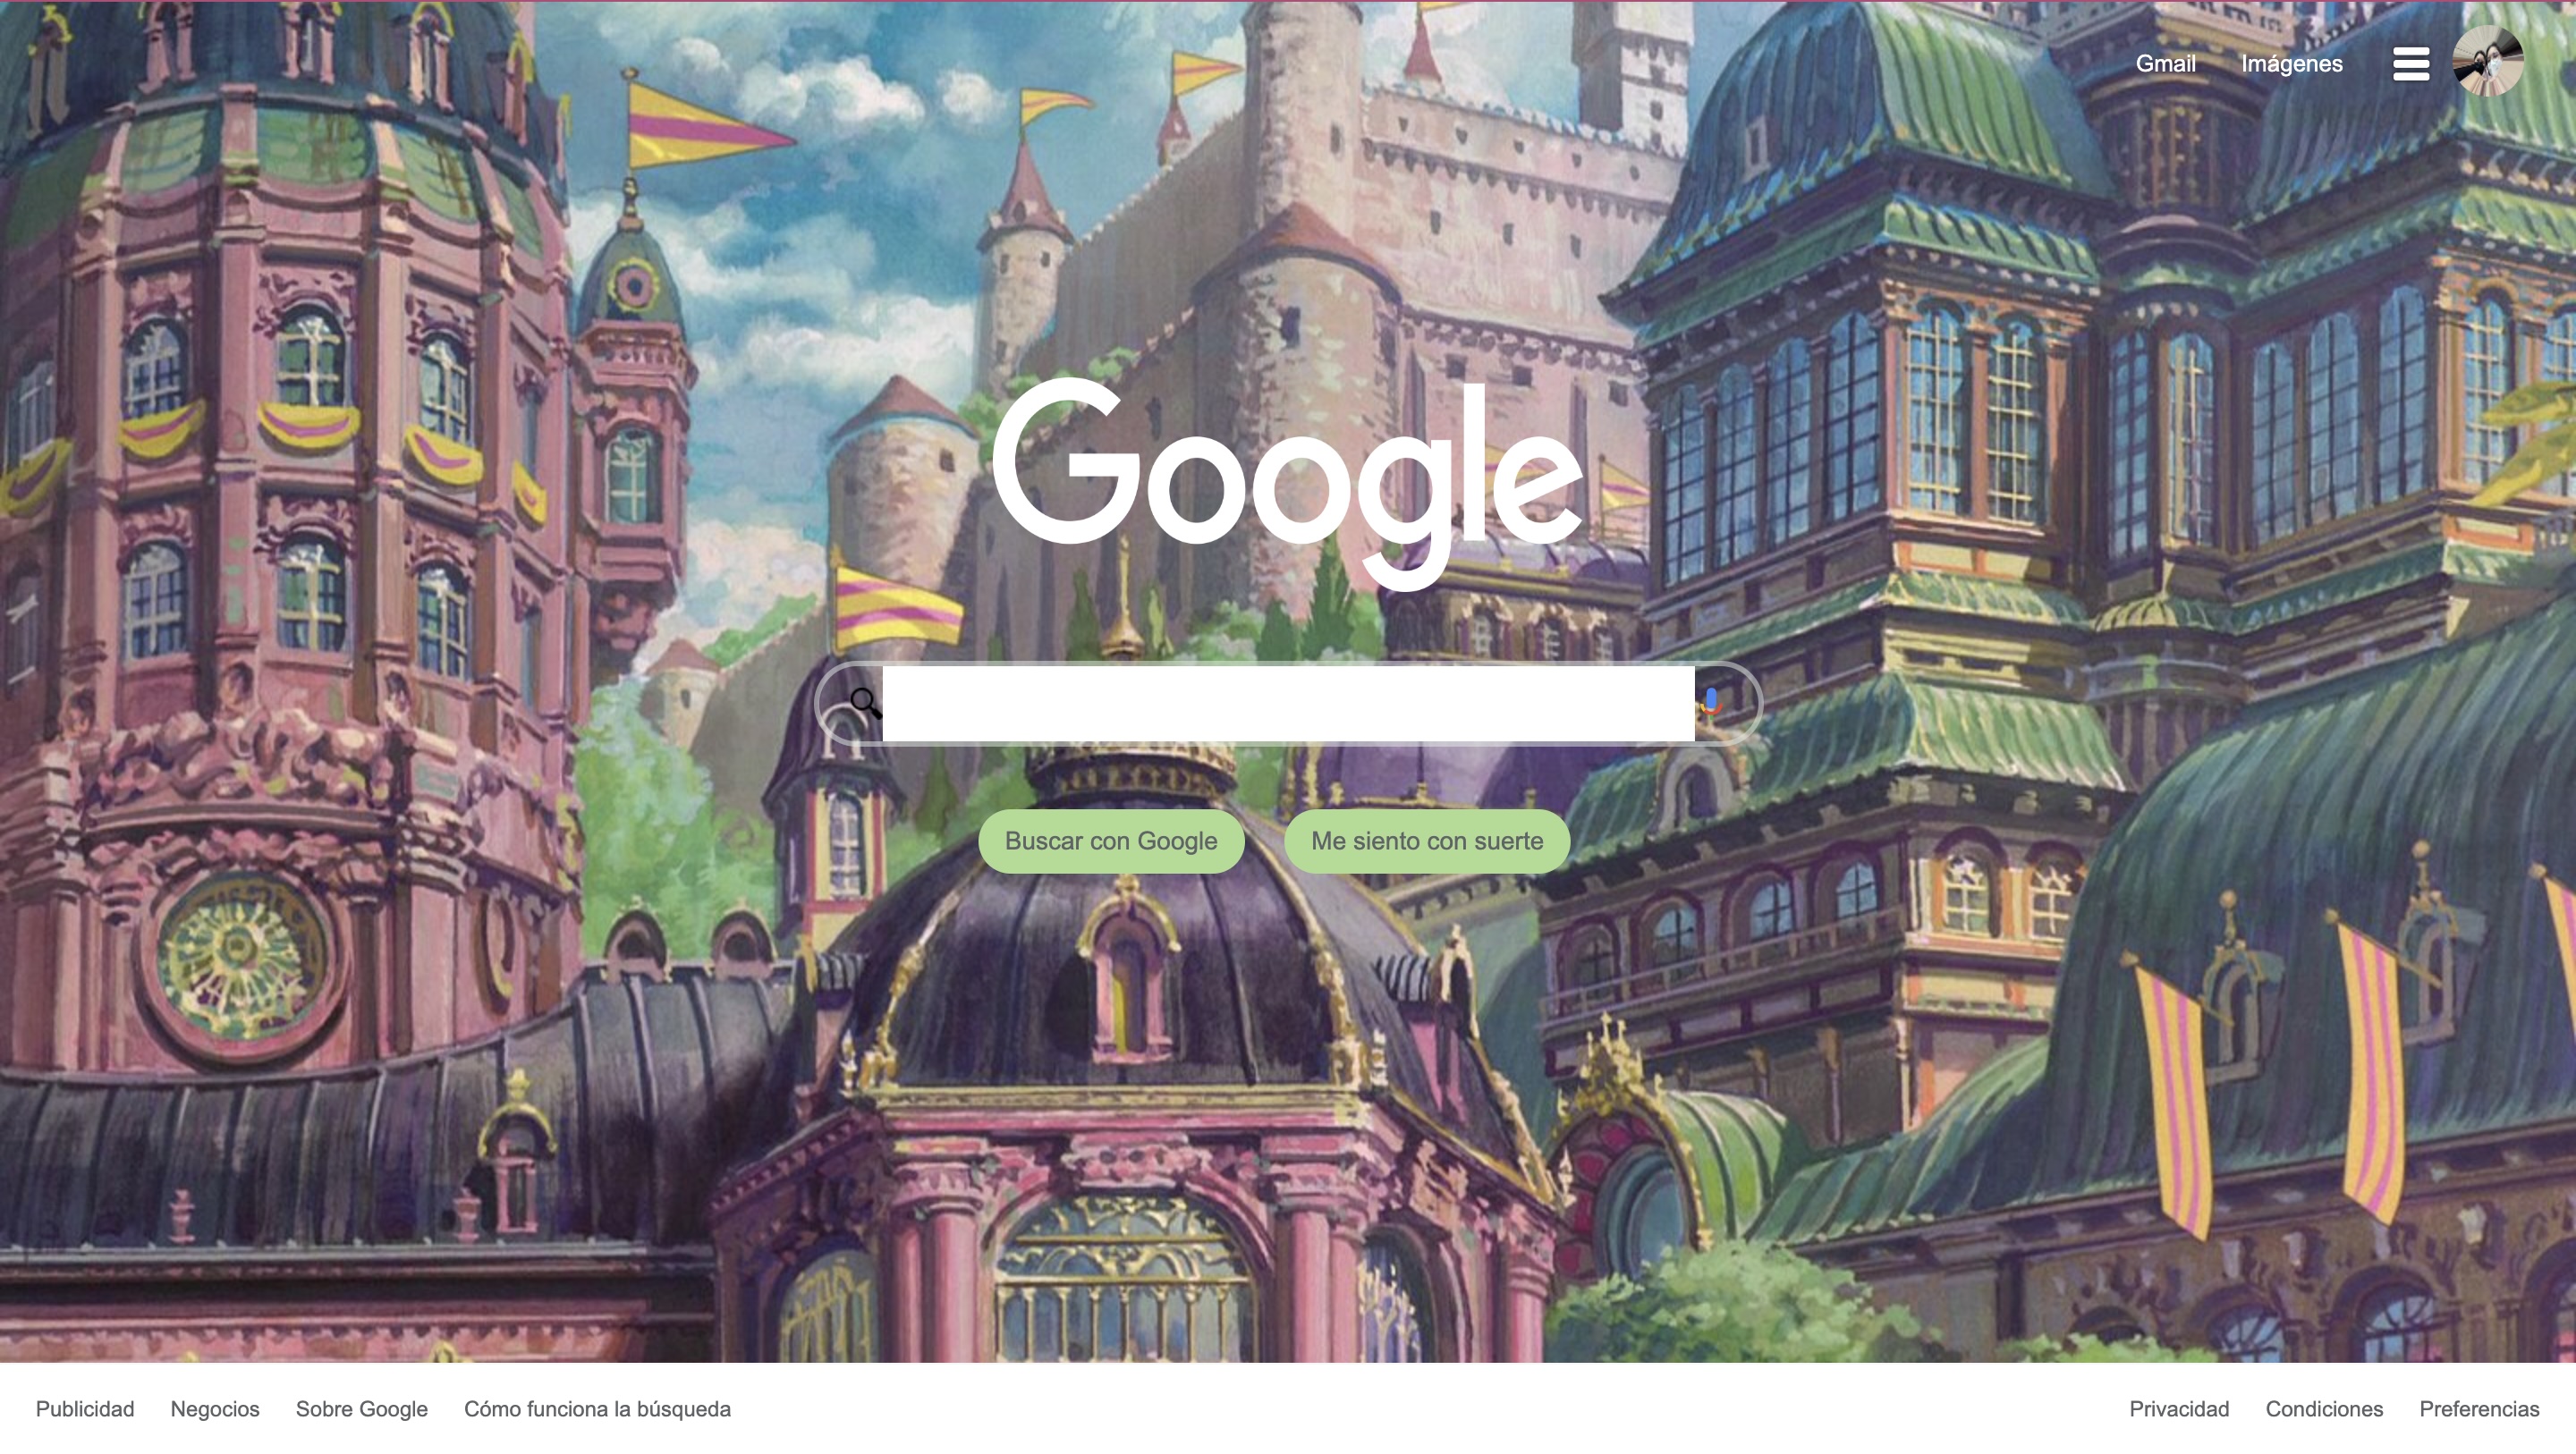 Gmail Imágenes
Google
Buscar con Google Me siento con suerte
Publicidad Negocios Sobre Google Cómo funciona la búsqueda Privacidad Condiciones Preferencias